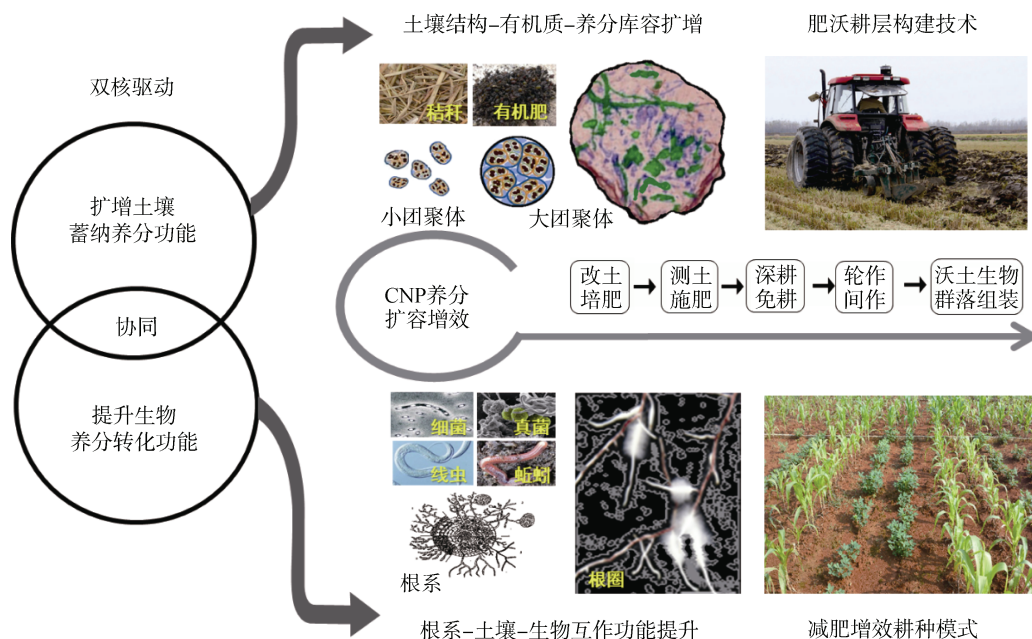 土壤结构–有机质–养分库容扩增
肥沃耕层构建技术
双核驱动
秸秆
有机肥
扩增土壤
蓄纳养分功能
小团聚体
大团聚体
CNP养分
扩容增效
改土
培肥
测土
施肥
深耕
免耕
轮作
间作
沃土生物
群落组装
协同
提升生物
养分转化功能
细菌
真菌
线虫
蚯蚓
根系
根圈
根系–土壤–生物互作功能提升
减肥增效耕种模式